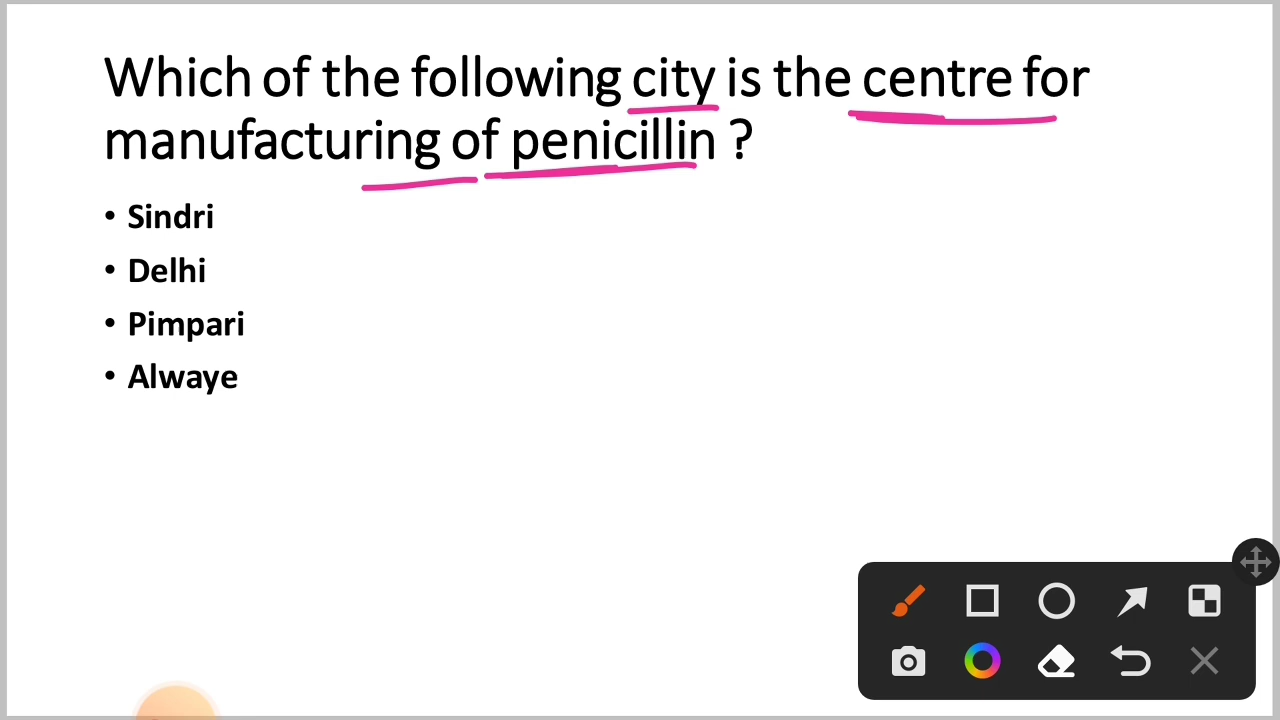 Which of the following city is the centre for
manufacturing of penicillin ?
• Sindri
• Delhi
• Pimpari
• Alwaye